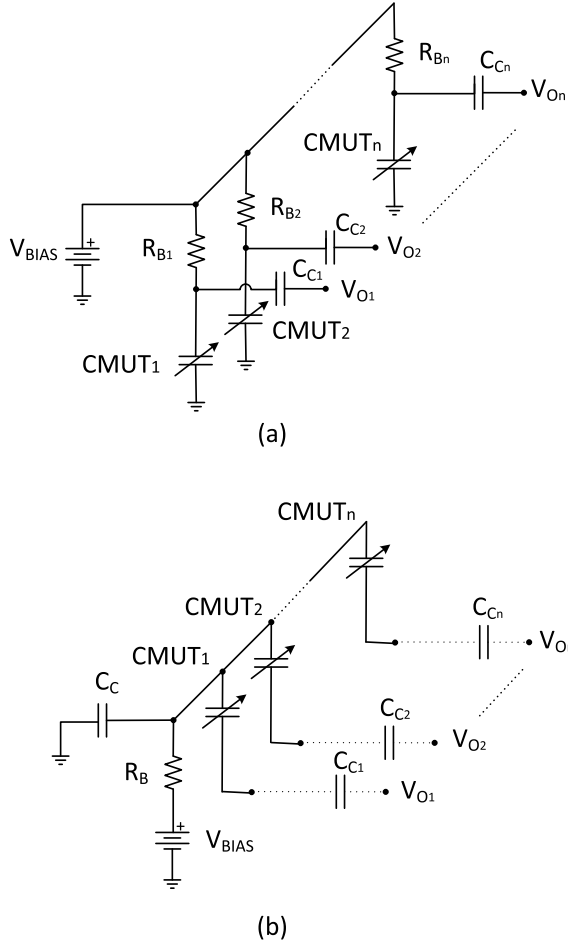 R_Bn
C_Cn
V_On
CMUT_n
R_B2
V_BIAS
+
R_B1
C_C2
V_O2
C_C1
V_O1
CMUT_2
CMUT_1
(a)
CMUT_n
CMUT_2
C_Cn
V_O
CMUT_1
C_C
C_C2
V_O2
R_B
C_C1
V_O1
+
V_BIAS
(b)